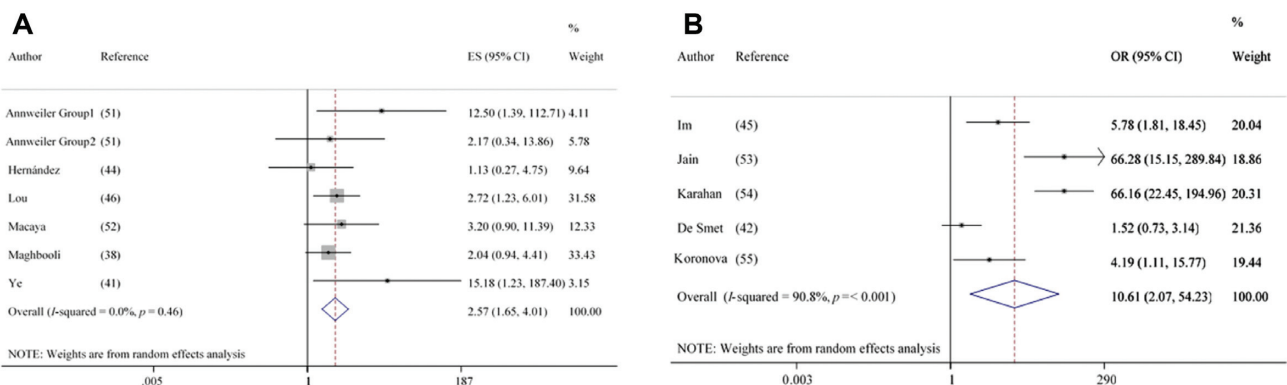 A
%
Author Reference ES (95% CI) Weight
Annweiler Group1 (51) 12.50 (1.39, 112.71) 4.11
Annweiler Group2 (51) 2.17 (0.34, 13.86) 5.78
Hernández (44) 1.13 (0.27, 4.75) 9.64
Lou (46) 2.72 (1.23, 6.01) 31.58
Macaya (52) 3.20 (0.90, 11.39) 12.33
Maghbooli (38) 2.04 (0.94, 4.41) 33.43
Ye (41) 15.18 (1.23, 187.40) 3.15
Overall (I-squared = 0.0%, p = 0.46) 2.57 (1.65, 4.01) 100.00
NOTE: Weights are from random effects analysis
.005 1 187
B
%
Author Reference OR (95% CI) Weight
Im (45) 5.78 (1.81, 18.45) 20.04
Jain (53) 66.28 (15.15, 289.84) 18.86
Karahan (54) 66.16 (22.45, 194.96) 20.31
De Smet (42) 1.52 (0.73, 3.14) 21.36
Koronova (55) 4.19 (1.11, 15.77) 19.44
Overall (I-squared = 90.8%, p =< 0.001) 10.61 (2.07, 54.23) 100.00
NOTE: Weights are from random effects analysis
0.003 1 290